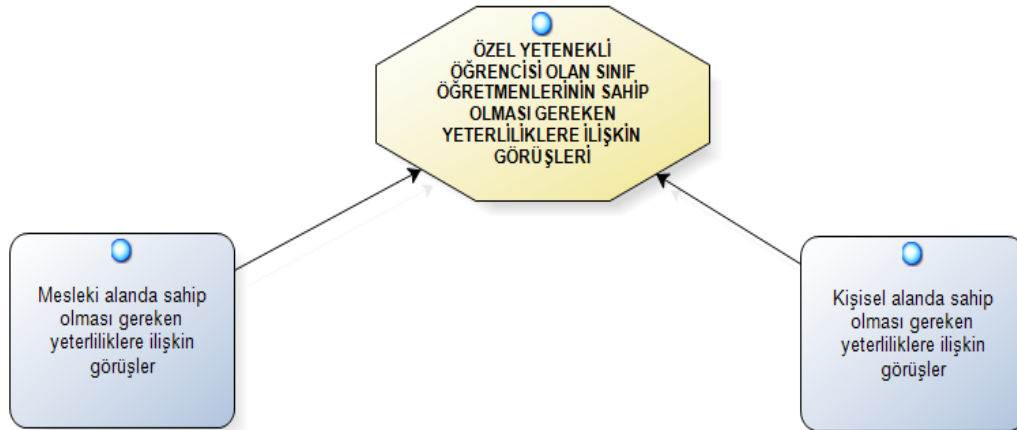 ÖZEL YETENEKLİ
ÖĞRENCİSİ OLAN SINIF
ÖĞRETMENLERİNİN SAHİP
OLMASI GEREKEN
YETERLİLİKLERE İLİŞKİN
GÖRÜŞLERİ
Mesleki alanda sahip
olması gereken
yeterliliklere ilişkin
görüşler
Kişisel alanda sahip
olması gereken
yeterliliklere ilişkin
görüşler